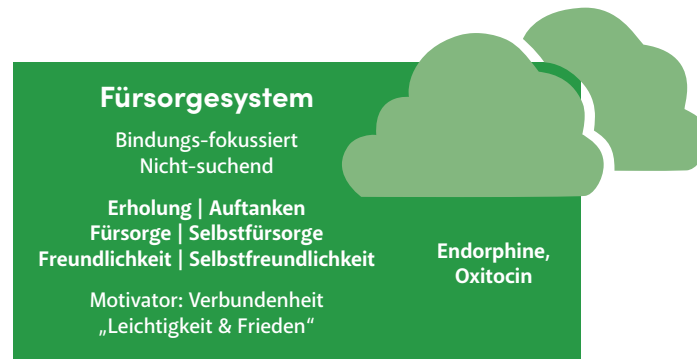 Fürsorgesystem
Bindungs-fokussiert
Nicht-suchend
Erholung | Auftanken
Fürsorge | Selbstfürsorge
Freundlichkeit | Selbstfreundlichkeit
Motivator: Verbundenheit
„Leichtigkeit & Frieden“
Endorphine,
Oxitocin